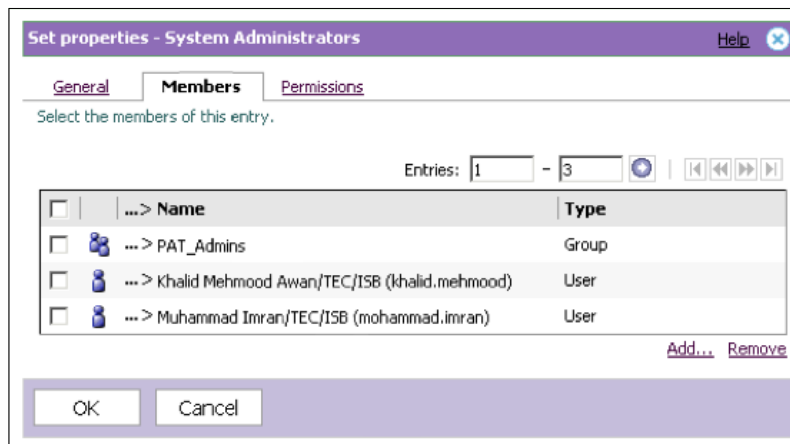 Set properties - System Administrators Help
General Members Permissions
Select the members of this entry.
Entries: 1 - 3
...> Name Type
...> PAT_Admins Group
...> Khalid Mehmood Awan/TEC/ISB (khalid.mehmood) User
...> Muhammad Imran/TEC/ISB (mohammad.imran) User
Add... Remove
OK Cancel